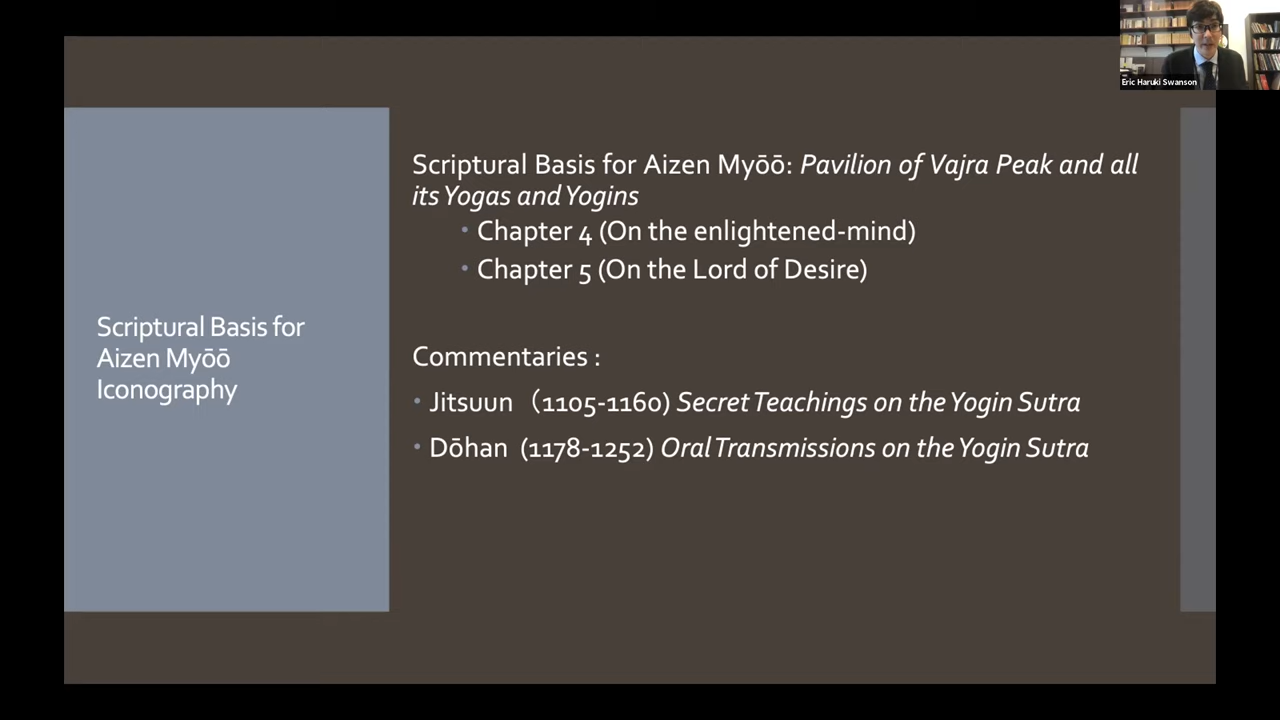 Eric Haruki Swanson
Scriptural Basis for
Aizen Myōō
Iconography
Scriptural Basis for Aizen Myōō: Pavilion of Vajra Peak and all
its Yogas and Yogins
• Chapter 4 (On the enlightened-mind)
• Chapter 5 (On the Lord of Desire)
Commentaries :
• Jitsuun （1105-1160) Secret Teachings on the Yogin Sutra
• Dōhan (1178-1252) Oral Transmissions on the Yogin Sutra